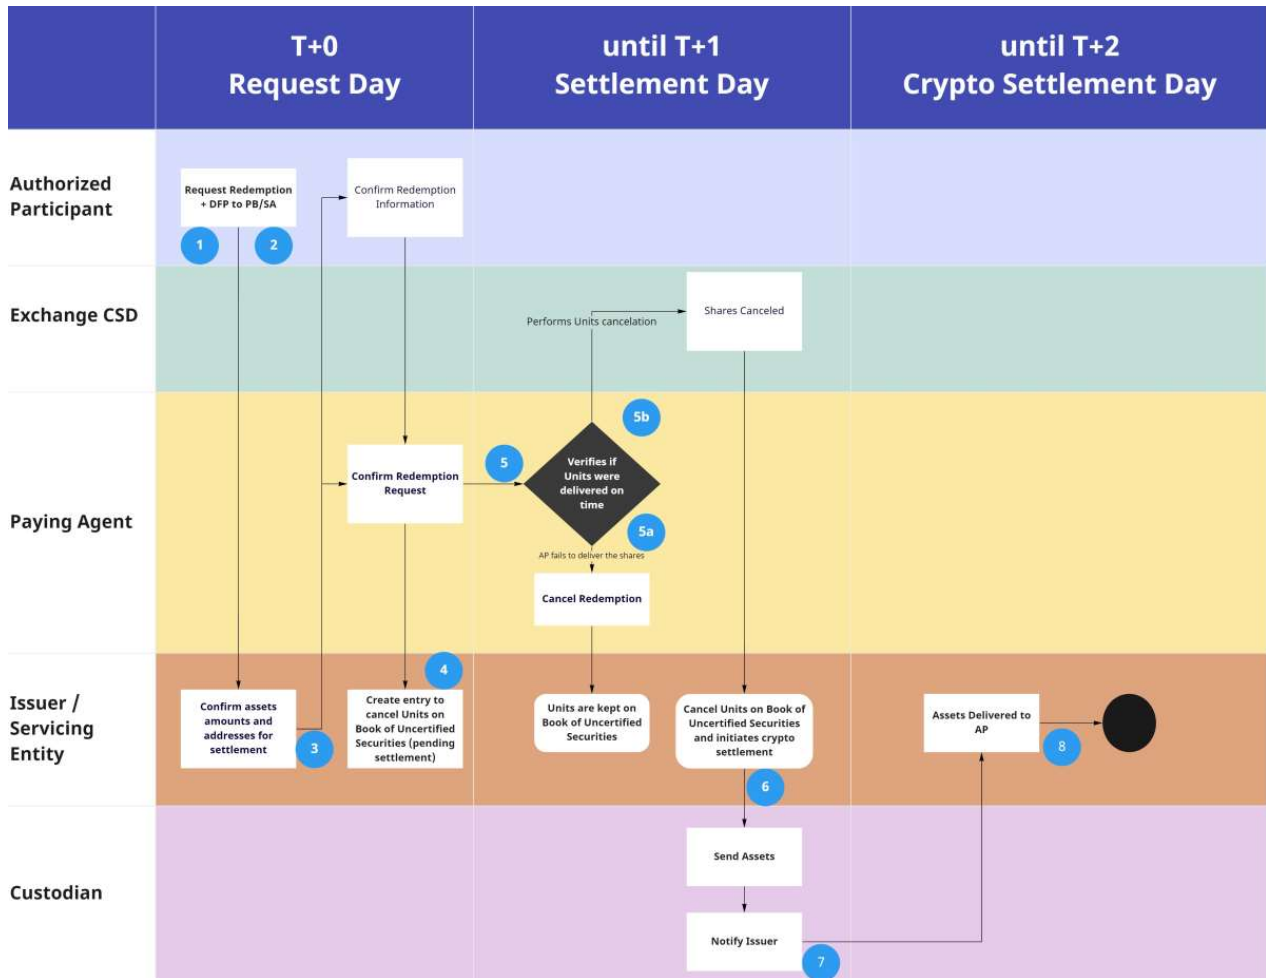 T+0
Request Day
until T+1
Settlement Day
until T+2
Crypto Settlement Day
Authorized
Participant
Request Redemption
+ DFP to PB/SA
1
2
Confirm Redemption
Information
Exchange CSD
Performs Units cancelation
Shares Canceled
Paying Agent
Confirm Redemption
Request
5
Verifies if
Units were
delivered on
time
5b
5a
AP fails to deliver the shares
Cancel Redemption
Issuer /
Servicing
Entity
Confirm assets
amounts and
addresses for
settlement
3
4
Create entry to
cancel Units on
Book of Uncertified
Securities (pending
settlement)
Units are kept on
Book of Uncertified
Securities
Cancel Units on Book of
Uncertified Securities
and initiates crypto
settlement
6
Assets Delivered to
AP
8
Custodian
Send Assets
Notify Issuer
7